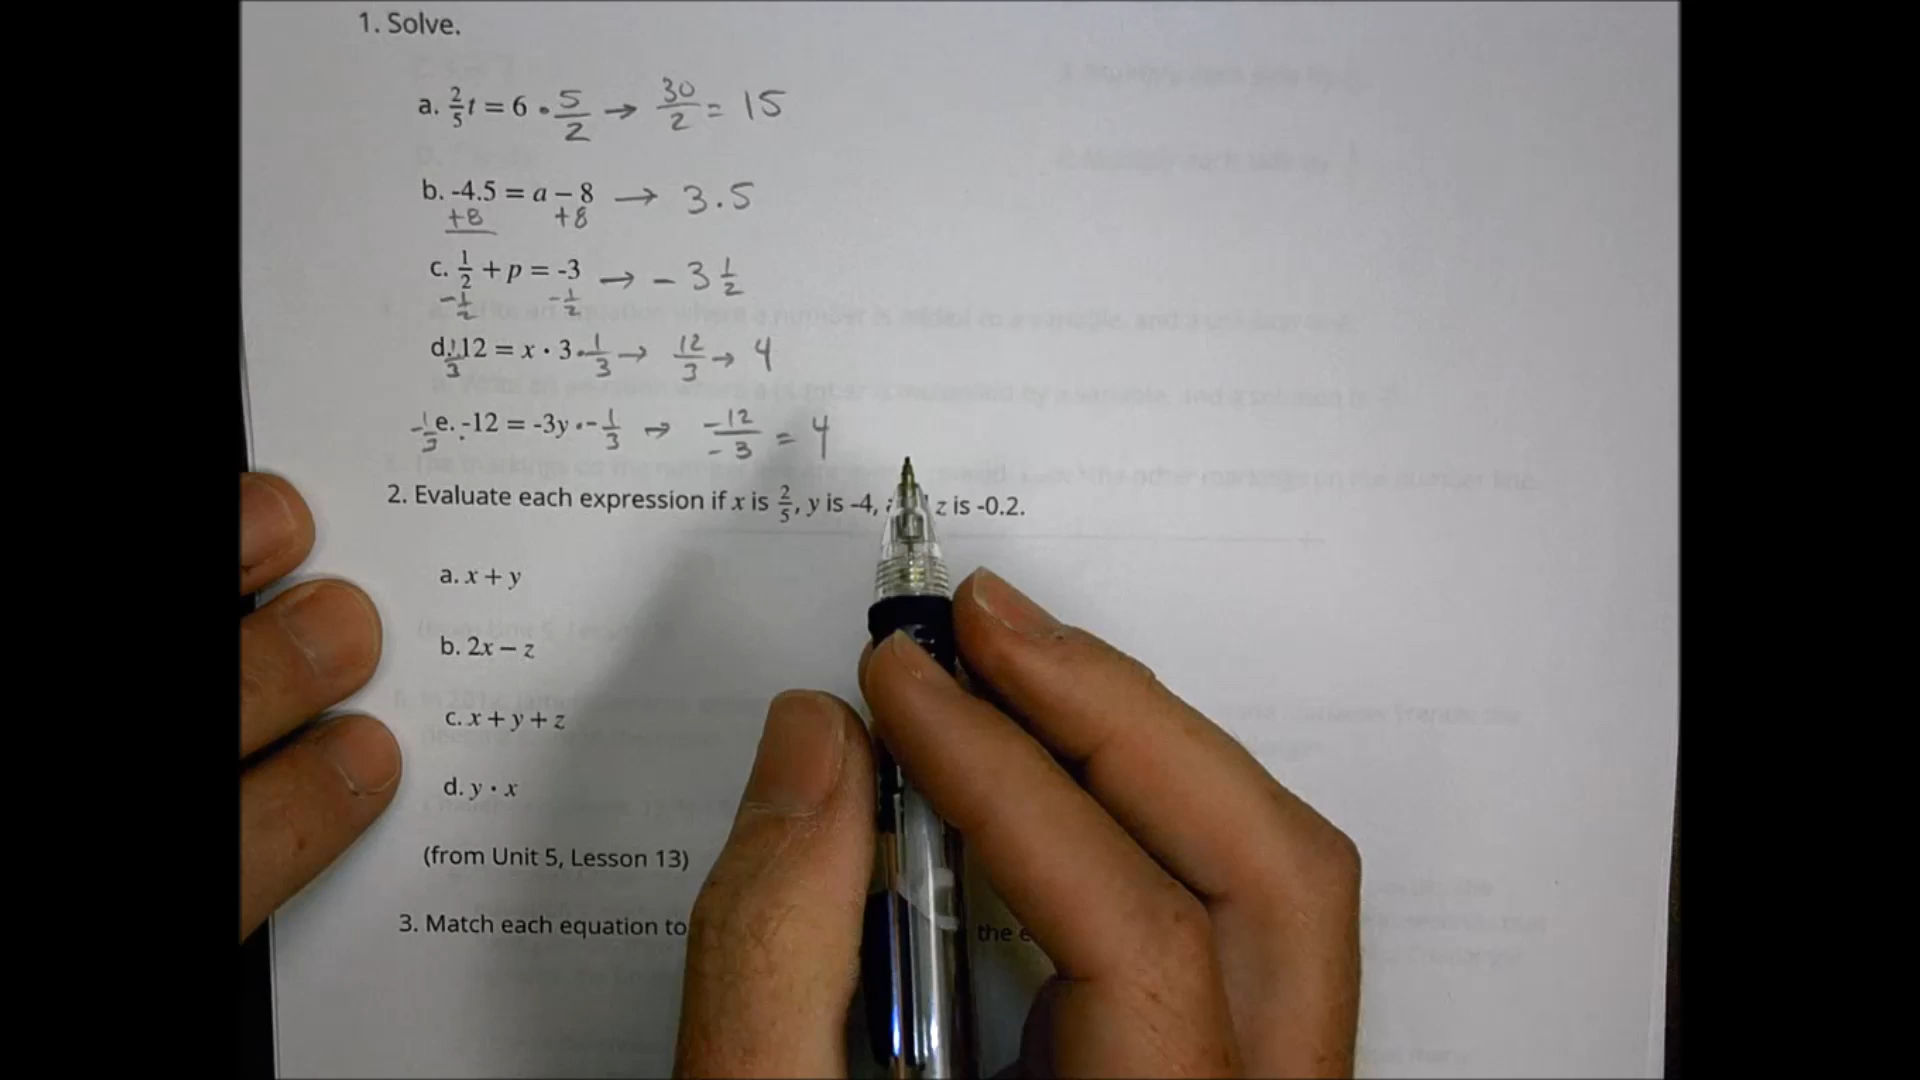 1. Solve.
a. 2/5 t = 6 · 5/2 → 30/2 = 15
b. -4.5 = a − 8 → 3.5
+8 +8
c. 1/2 + p = -3 → - 3 1/2
-1/2 -1/2
d. 12 = x · 3 · 1/3 → 12/3 → 4
1/3
-1/3 e. -12 = -3y · -1/3 → -12/-3 = 4
2. Evaluate each expression if x is 2/5, y is -4, z is -0.2.
a. x + y
b. 2x − z
c. x + y + z
d. y · x
(from Unit 5, Lesson 13)
3. Match each equation to the